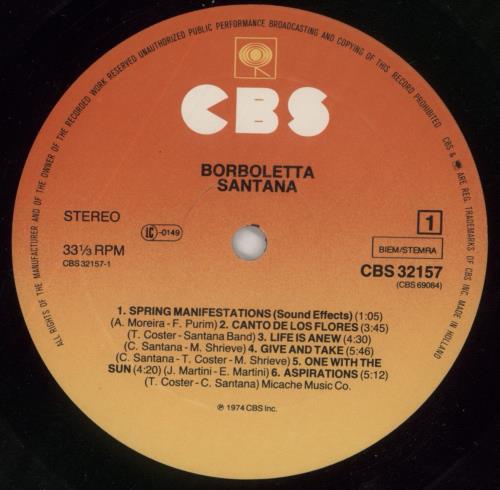 ALL RIGHTS OF THE MANUFACTURER AND OF THE OWNER OF THE RECORDED WORK RESERVED UNAUTHORIZED PUBLIC PERFORMANCE BROADCASTING AND COPYING OF THIS RECORD PROHIBITED
CBS & ARE REG. TRADEMARKS OF CBS INC. MADE IN HOLLAND
CBS
BORBOLETTA
SANTANA
STEREO
LC -0149
1
33⅓ RPM
BIEM/STEMRA
CBS 32157-1
CBS 32157
(CBS 69084)
1. SPRING MANIFESTATIONS (Sound Effects) (1:05)
(A. Moreira - F. Purim) 2. CANTO DE LOS FLORES (3:45)
(T. Coster - Santana Band) 3. LIFE IS ANEW (4:30)
(C. Santana - M. Shrieve) 4. GIVE AND TAKE (5:46)
(C. Santana - T. Coster - M. Shrieve) 5. ONE WITH THE
SUN (4:20) (J. Martini - E. Martini) 6. ASPIRATIONS (5:12)
(T. Coster - C. Santana) Micache Music Co.
℗ 1974 CBS Inc.